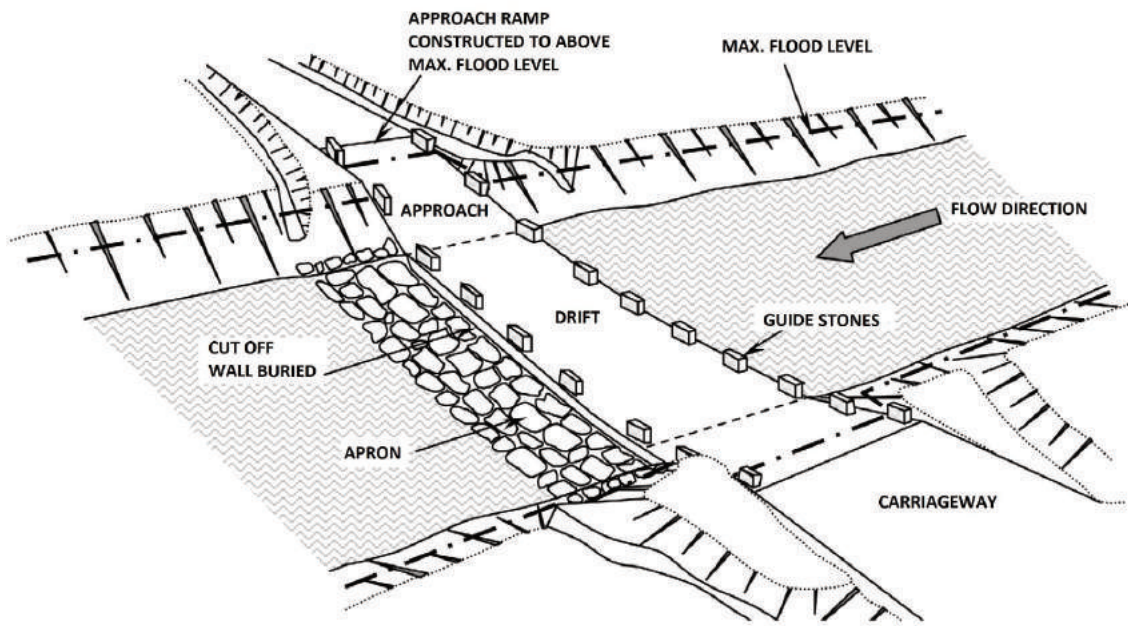 APPROACH RAMP
CONSTRUCTED TO ABOVE
MAX. FLOOD LEVEL
MAX. FLOOD LEVEL
APPROACH
FLOW DIRECTION
DRIFT
GUIDE STONES
CUT OFF
WALL BURIED
APRON
CARRIAGEWAY